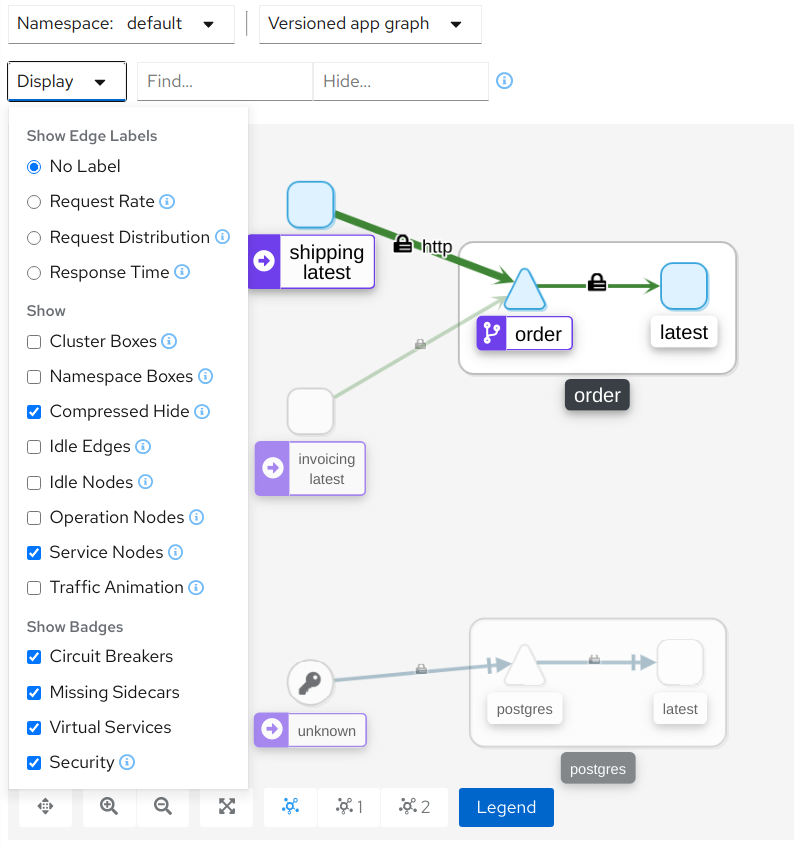 Namespace: default
Versioned app graph
Display
Find...
Hide...
Show Edge Labels
No Label
Request Rate
Request Distribution
Response Time
Show
Cluster Boxes
Namespace Boxes
Compressed Hide
Idle Edges
Idle Nodes
Operation Nodes
Service Nodes
Traffic Animation
Show Badges
Circuit Breakers
Missing Sidecars
Virtual Services
Security
shipping
latest
http
order
latest
order
invoicing
latest
unknown
postgres
latest
postgres
1
2
Legend